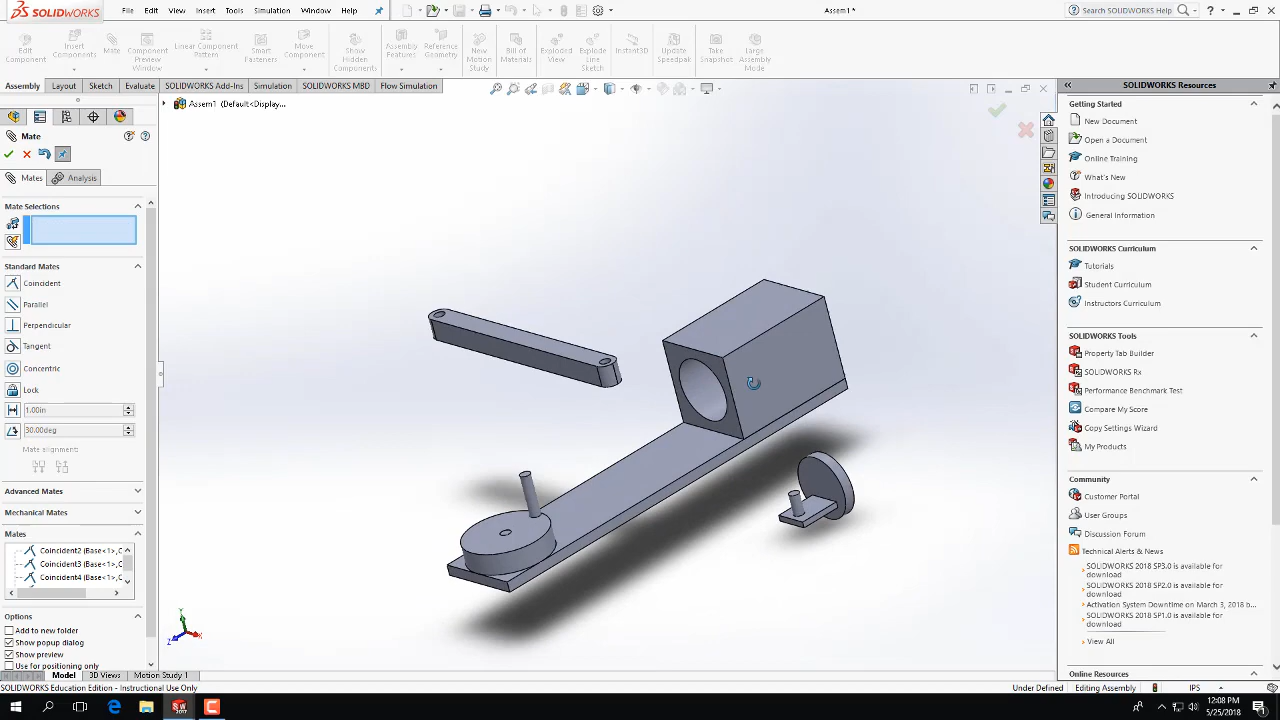 SOLIDWORKS
File Edit View Insert Tools Simulation Window Help
Assem1 *
Search SOLIDWORKS Help
Edit Component
Insert Components
Mate
Component Preview Window
Linear Component Pattern
Smart Fasteners
Move Component
Show Hidden Components
Assembly Features
Reference Geometry
New Motion Study
Bill of Materials
Exploded View
Explode Line Sketch
Instant3D
Update Speedpak
Take Snapshot
Large Assembly Mode
Assembly Layout Sketch Evaluate SOLIDWORKS Add-Ins Simulation SOLIDWORKS MBD Flow Simulation
Assem1 (Default<Display...
Mate
Mates Analysis
Mate Selections
Standard Mates
Coincident
Parallel
Perpendicular
Tangent
Concentric
Lock
1.00in
30.00deg
Mate alignment:
Advanced Mates
Mechanical Mates
Mates
Coincident2 (Base<1>,C
Coincident3 (Base<1>,C
Coincident4 (Base<1>,C
Options
Add to new folder
Show popup dialog
Show preview
Use for positioning only
Y
X
Z
SOLIDWORKS Resources
Getting Started
New Document
Open a Document
Online Training
What's New
Introducing SOLIDWORKS
General Information
SOLIDWORKS Curriculum
Tutorials
Student Curriculum
Instructors Curriculum
SOLIDWORKS Tools
Property Tab Builder
SOLIDWORKS Rx
Performance Benchmark Test
Compare My Score
Copy Settings Wizard
My Products
Community
Customer Portal
User Groups
Discussion Forum
Technical Alerts & News
SOLIDWORKS 2018 SP3.0 is available for
download
SOLIDWORKS 2018 SP2.0 is available for
download
Activation System Downtime on March 3, 2018 b...
SOLIDWORKS 2018 SP1.0 is available for
download
View All
Online Resources
Model 3D Views Motion Study 1
SOLIDWORKS Education Edition - Instructional Use Only
Under Defined Editing Assembly IPS
12:08 PM
5/25/2018